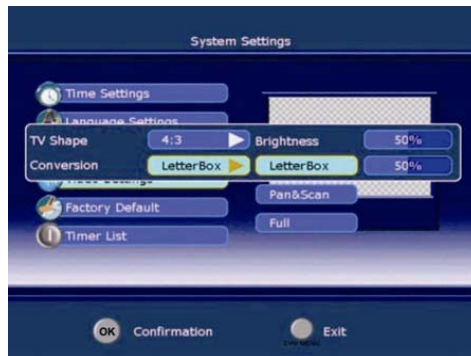 System Settings
Time Settings
Language Settings
TV Shape 4:3 Brightness 50%
Conversion LetterBox LetterBox 50%
Pan&Scan
Factory Default
Full
Timer List
OK Confirmation Exit